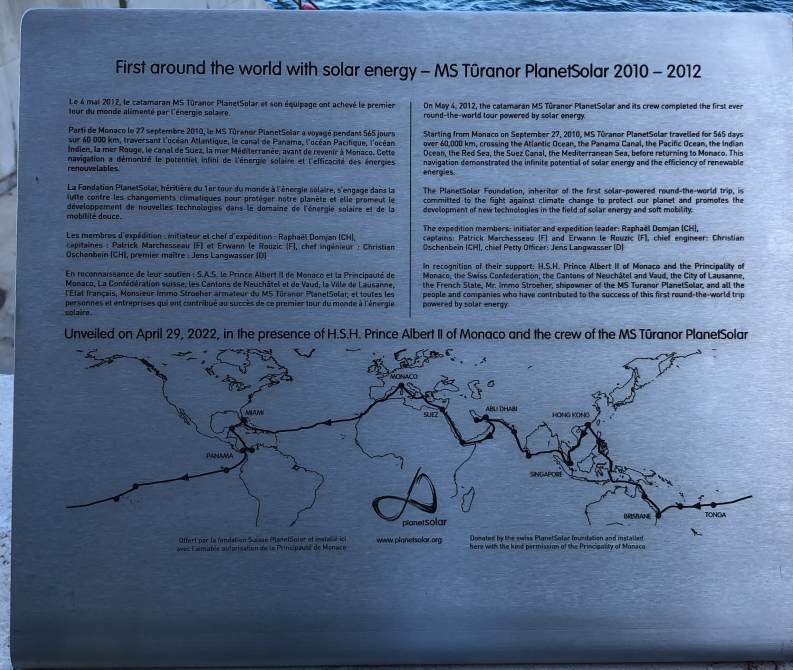 First around the world with solar energy – MS Tûranor PlanetSolar 2010 – 2012
Le 4 mai 2012, le catamaran MS Tûranor PlanetSolar et son équipage ont achevé le premier
tour du monde alimenté par l'énergie solaire.
Parti de Monaco le 27 septembre 2010, le MS Tûranor PlanetSolar a voyagé pendant 565 jours
sur 60 000 km, traversant l'océan Atlantique, le canal de Panama, l'océan Pacifique, l'océan
Indien, la mer Rouge, le canal de Suez, la mer Méditerranée, avant de revenir à Monaco. Cette
navigation a démontré le potentiel infini de l'énergie solaire et l'efficacité des énergies
renouvelables.
La Fondation PlanetSolar, héritière du 1er tour du monde à l'énergie solaire, s'engage dans la
lutte contre les changements climatiques pour protéger notre planète et elle promeut le
développement de nouvelles technologies dans le domaine de l'énergie solaire et de la
mobilité douce.
Les membres d'expédition : initiateur et chef d'expédition : Raphaël Domjan [CH],
capitaines : Patrick Marchesseau [F] et Erwann le Rouzic [F], chef ingénieur : Christian
Oschenbein [CH], premier maître : Jens Langwasser [D]
En reconnaissance de leur soutien : S.A.S. le Prince Albert II de Monaco et la Principauté de
Monaco, La Confédération suisse, les Cantons de Neuchâtel et de Vaud, la Ville de Lausanne,
l'Etat français, Monsieur Immo Stroeher armateur du MS Tûranor PlanetSolar, et toutes les
personnes et entreprises qui ont contribué au succès de ce premier tour du monde à l'énergie
solaire.
On May 4, 2012, the catamaran MS Tûranor PlanetSolar and its crew completed the first ever
round-the-world tour powered by solar energy.
Starting from Monaco on September 27, 2010, MS Tûranor PlanetSolar travelled for 565 days
over 60,000 km, crossing the Atlantic Ocean, the Panama Canal, the Pacific Ocean, the Indian
Ocean, the Red Sea, the Suez Canal, the Mediterranean Sea, before returning to Monaco. This
navigation demonstrated the infinite potential of solar energy and the efficiency of renewable
energies.
The PlanetSolar Foundation, inheritor of the first solar-powered round-the-world trip, is
committed to the fight against climate change to protect our planet and promotes the
development of new technologies in the field of solar energy and soft mobility.
The expedition members: initiator and expedition leader: Raphaël Domjan [CH],
captains: Patrick Marchesseau [F] and Erwann le Rouzic [F], chief engineer: Christian
Oschenbein [CH], chief Petty Officer: Jens Langwasser [D]
In recognition of their support: H.S.H. Prince Albert II of Monaco and the Principality of
Monaco, the Swiss Confederation, the Cantons of Neuchâtel and Vaud, the City of Lausanne,
the French State, Mr. Immo Stroeher, shipowner of the MS Turanor PlanetSolar, and all the
people and companies who have contributed to the success of this first round-the-world trip
powered by solar energy
Unveiled on April 29, 2022, in the presence of H.S.H. Prince Albert II of Monaco and the crew of the MS Tûranor PlanetSolar
MONACO
MIAMI
SUEZ
ABU DHABI
HONG KONG
PANAMA
SINGAPORE
BRISBANE
TONGA
planetsolar
www.planetsolar.org
Offert par la fondation Suisse PlanetSolar et installé ici
avec l'aimable autorisation de la Principauté de Monaco
Donated by the swiss PlanetSolar foundation and installed
here with the kind permission of the Principality of Monaco